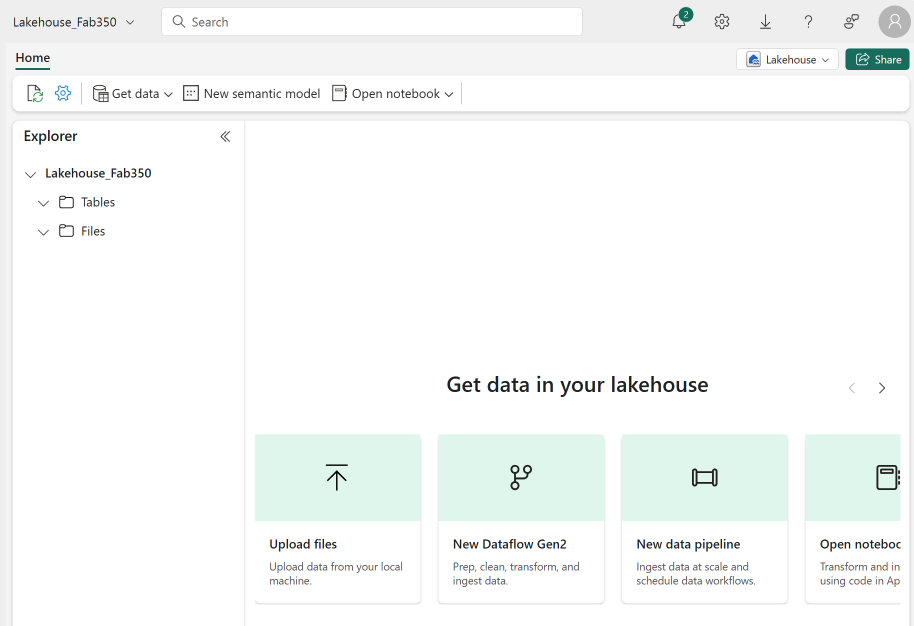 Lakehouse_Fab350
Search
2
Home
Lakehouse
Share
Get data
New semantic model
Open notebook
Explorer
Lakehouse_Fab350
Tables
Files
Get data in your lakehouse
Upload files
Upload data from your local
machine.
New Dataflow Gen2
Prep, clean, transform, and
ingest data.
New data pipeline
Ingest data at scale and
schedule data workflows.
Open noteboo
Transform and in
using code in Ap